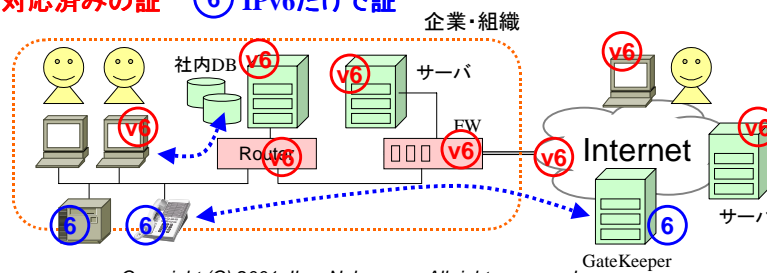 対応済みの証 6 IPv6だけで証
企業・組織
社内DB v6 v6 サーバ v6
v6 FW v6
Router v6 v6 v6 Internet
6 6 6 サーバ
GateKeeper